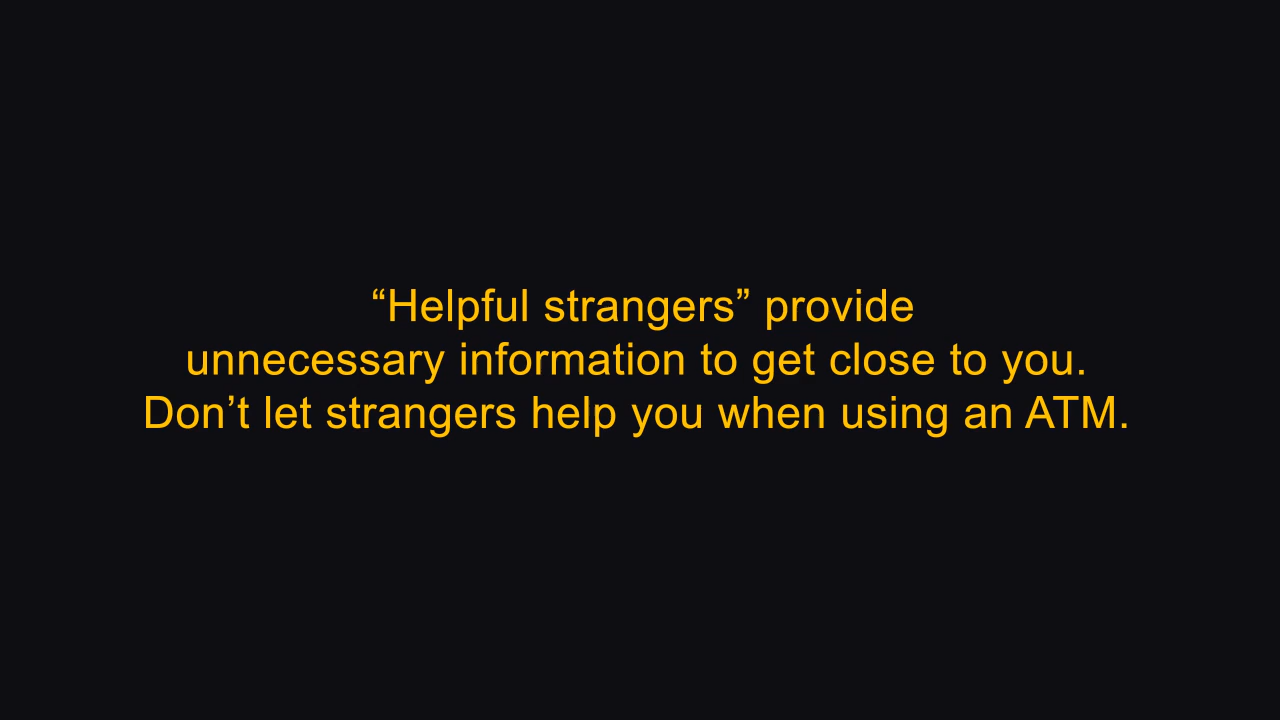 “Helpful strangers” provide
unnecessary information to get close to you.
Don’t let strangers help you when using an ATM.